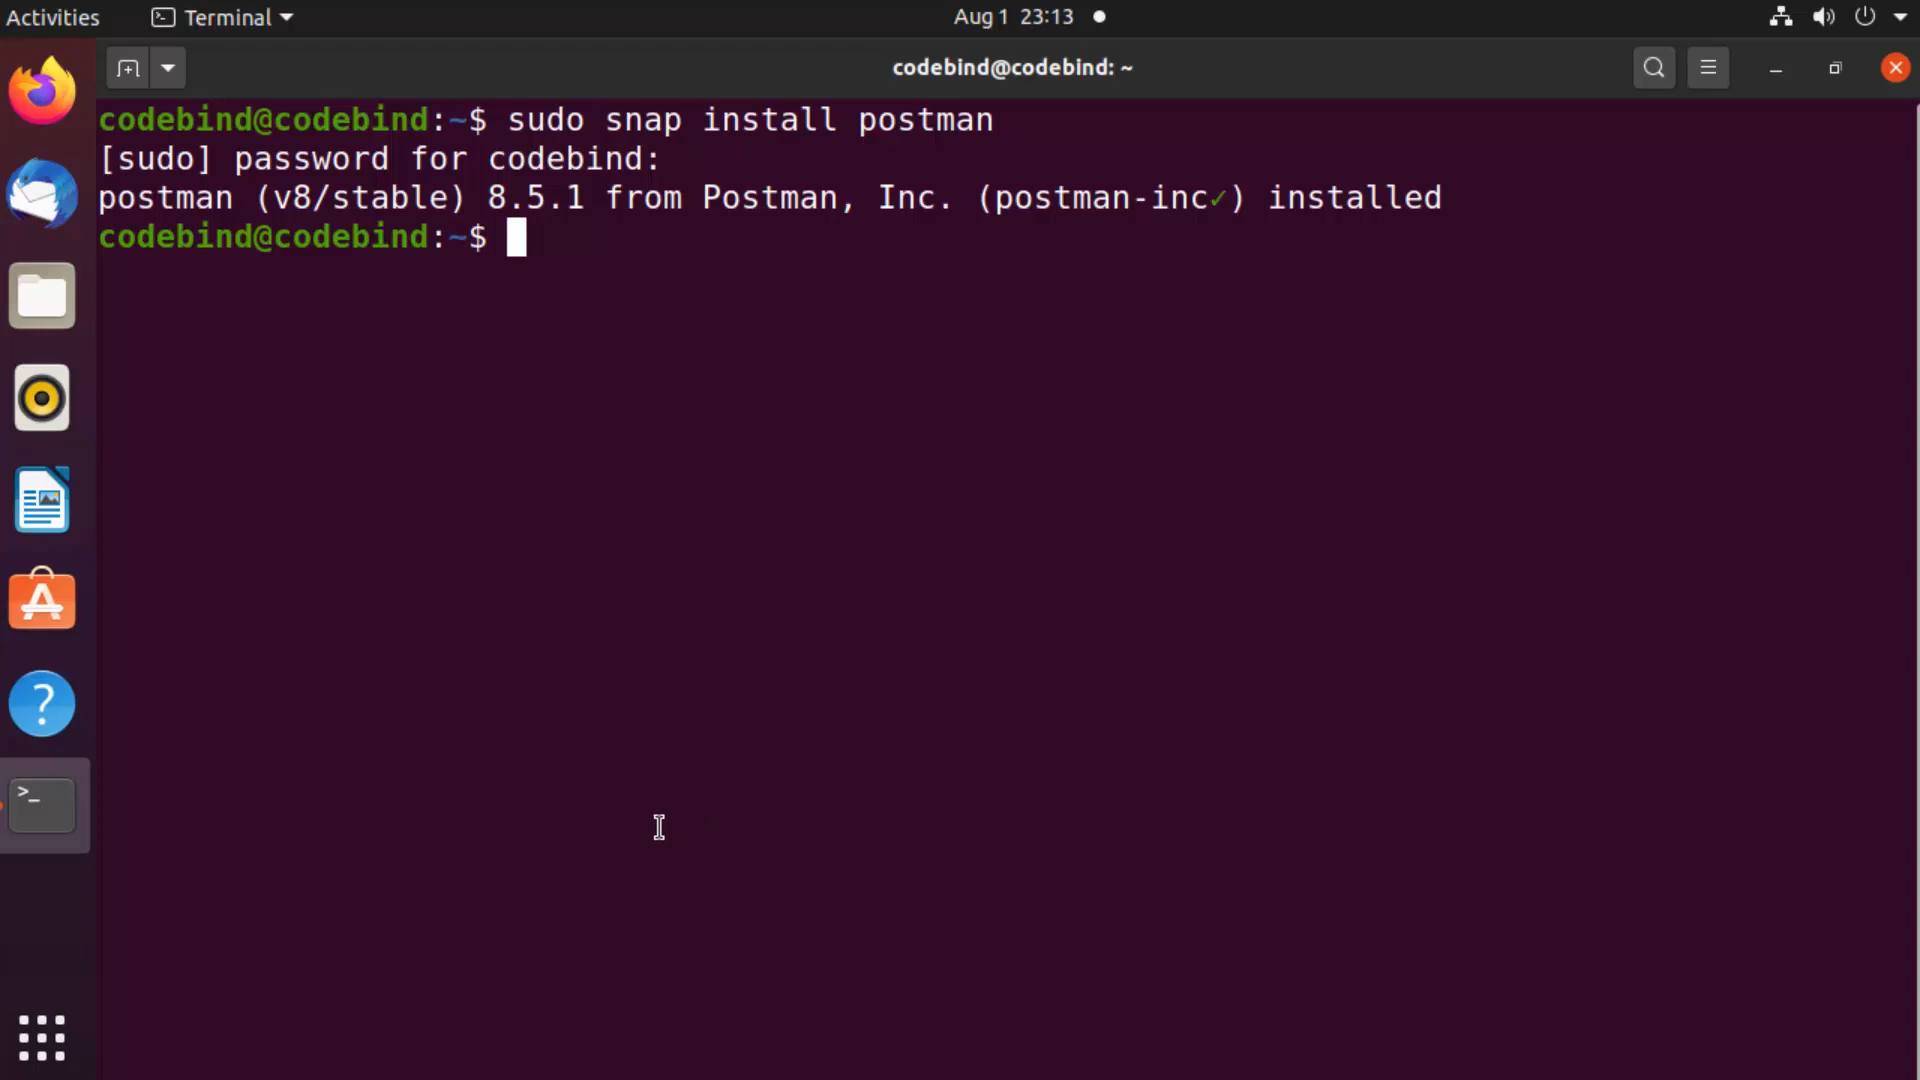 Activities Terminal Aug 1 23:13
codebind@codebind: ~
codebind@codebind:~$ sudo snap install postman
[sudo] password for codebind:
postman (v8/stable) 8.5.1 from Postman, Inc. (postman-inc✓) installed
codebind@codebind:~$